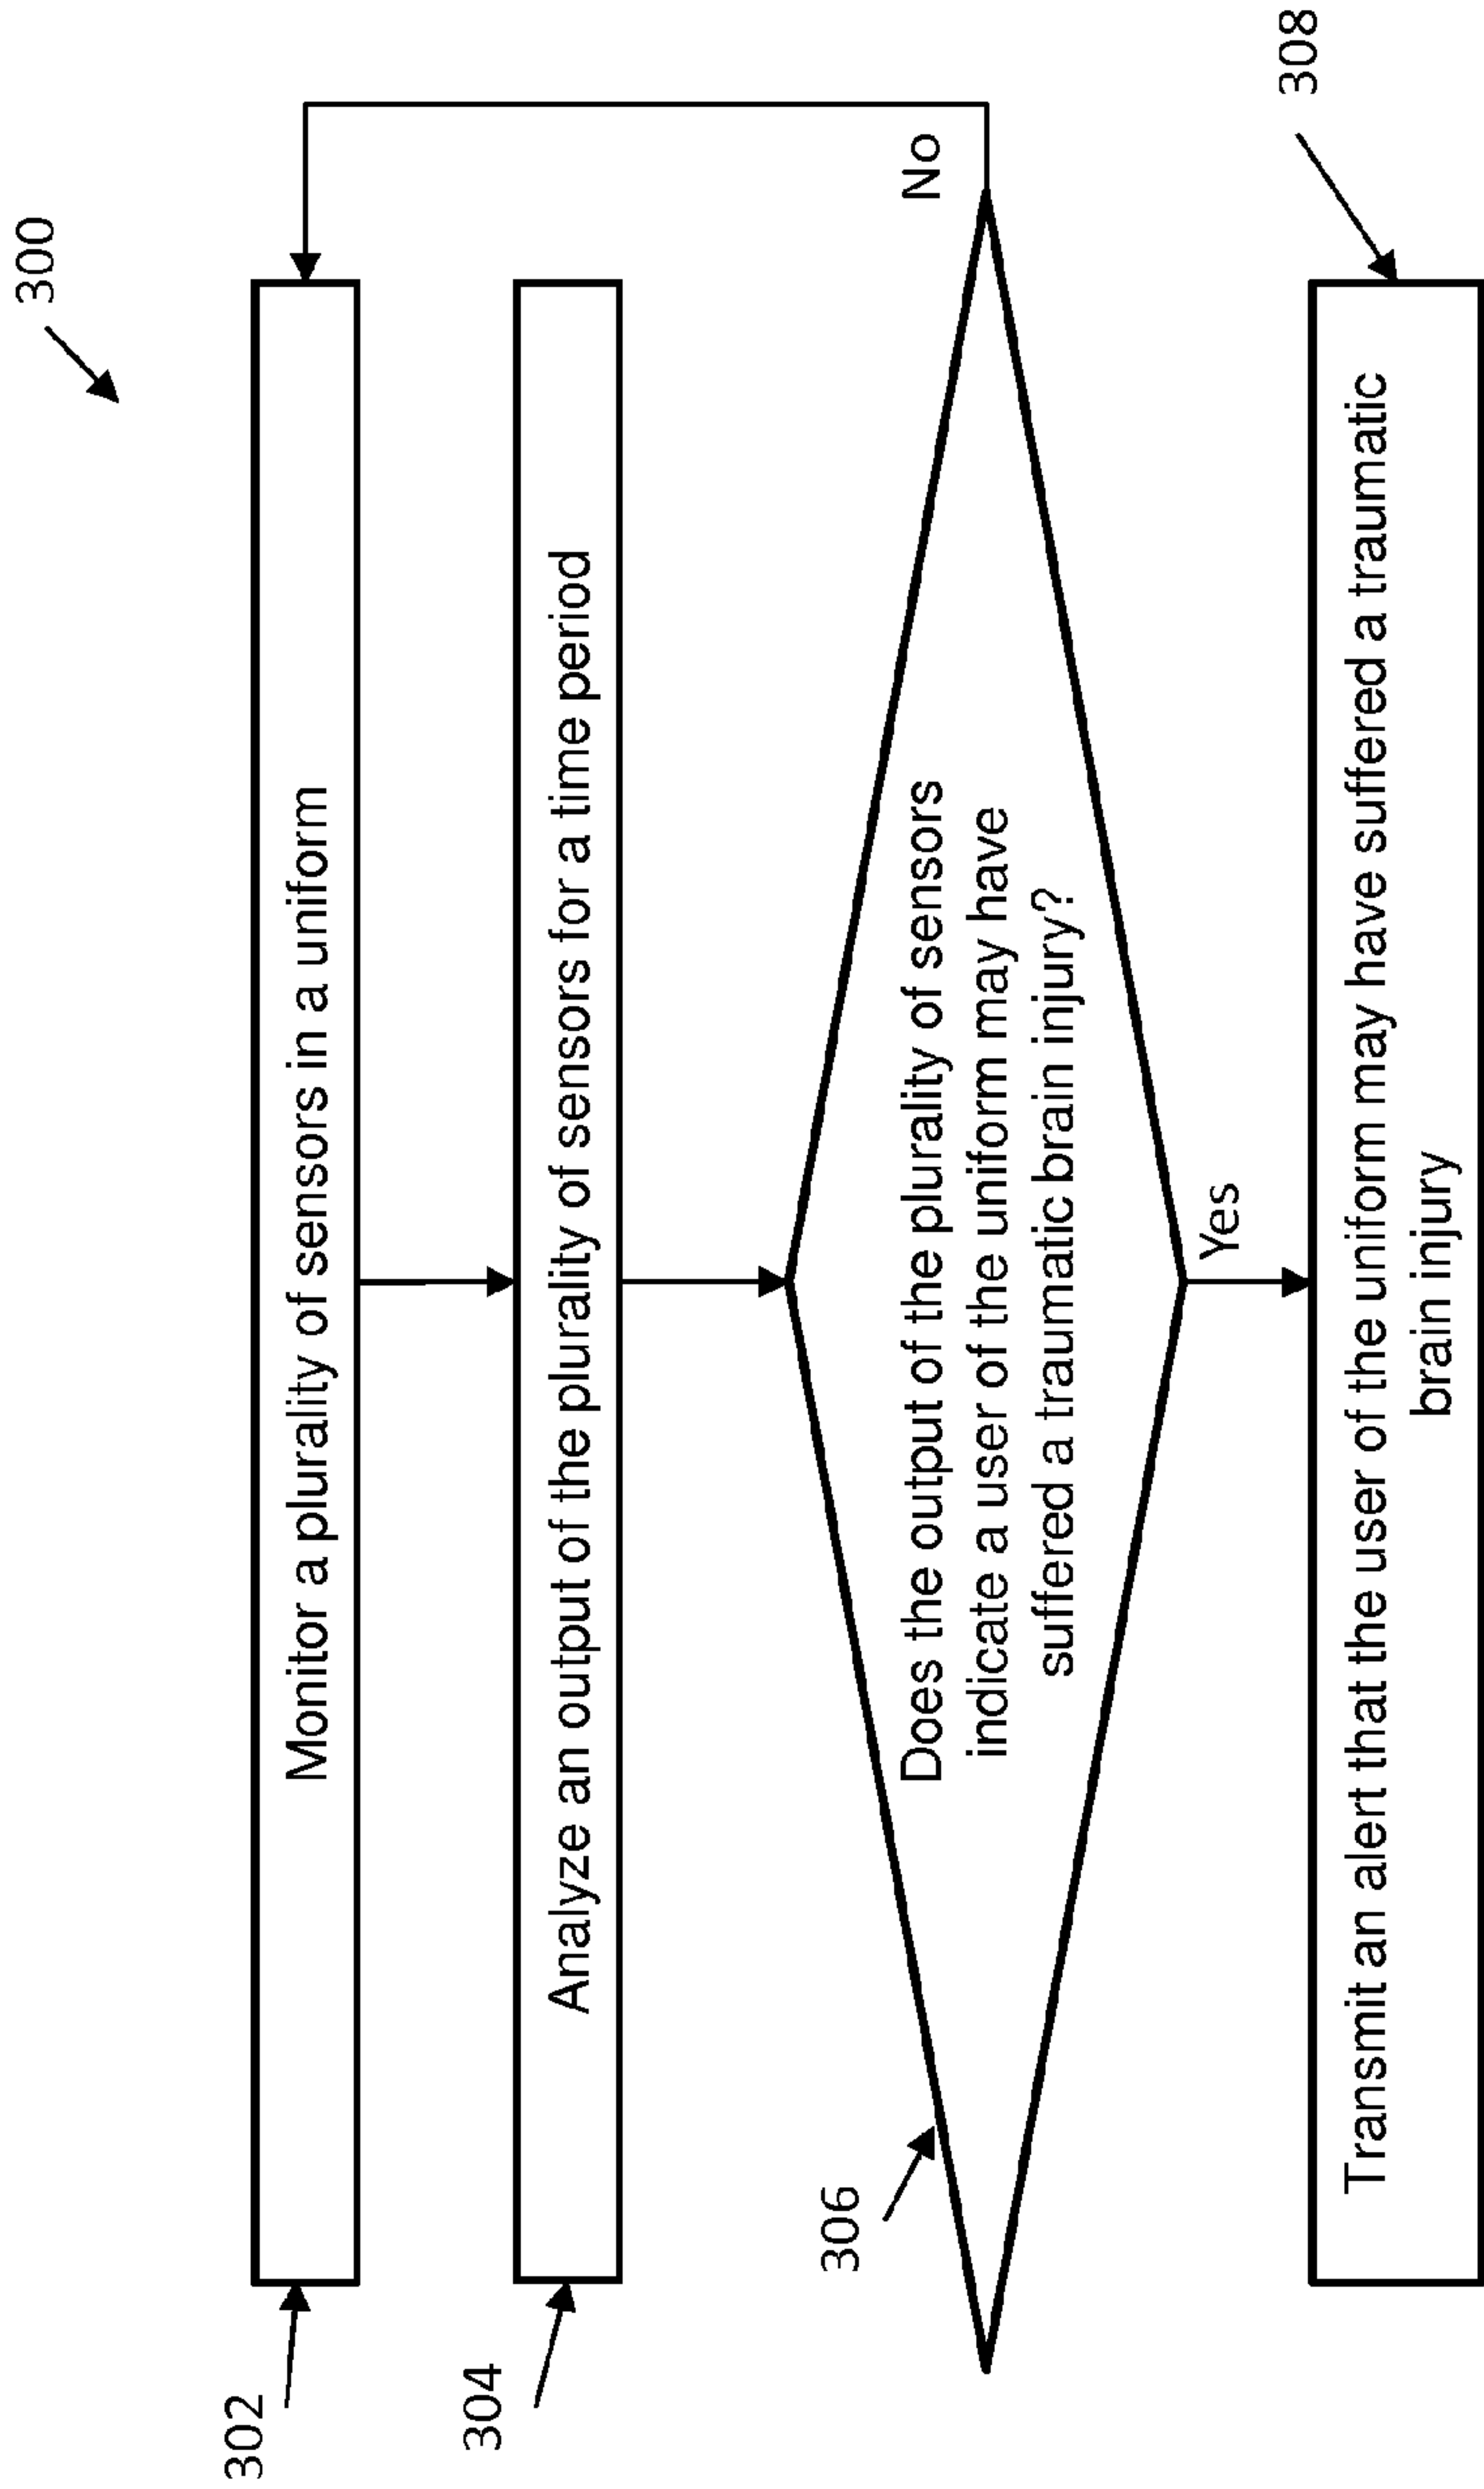 300
302
Monitor a plurality of sensors in a uniform
304
Analyze an output of the plurality of sensors for a time period
306
Does the output of the plurality of sensors
indicate a user of the uniform may have
suffered a traumatic brain injury?
No
Yes
308
Transmit an alert that the user of the uniform may have suffered a traumatic
brain injury